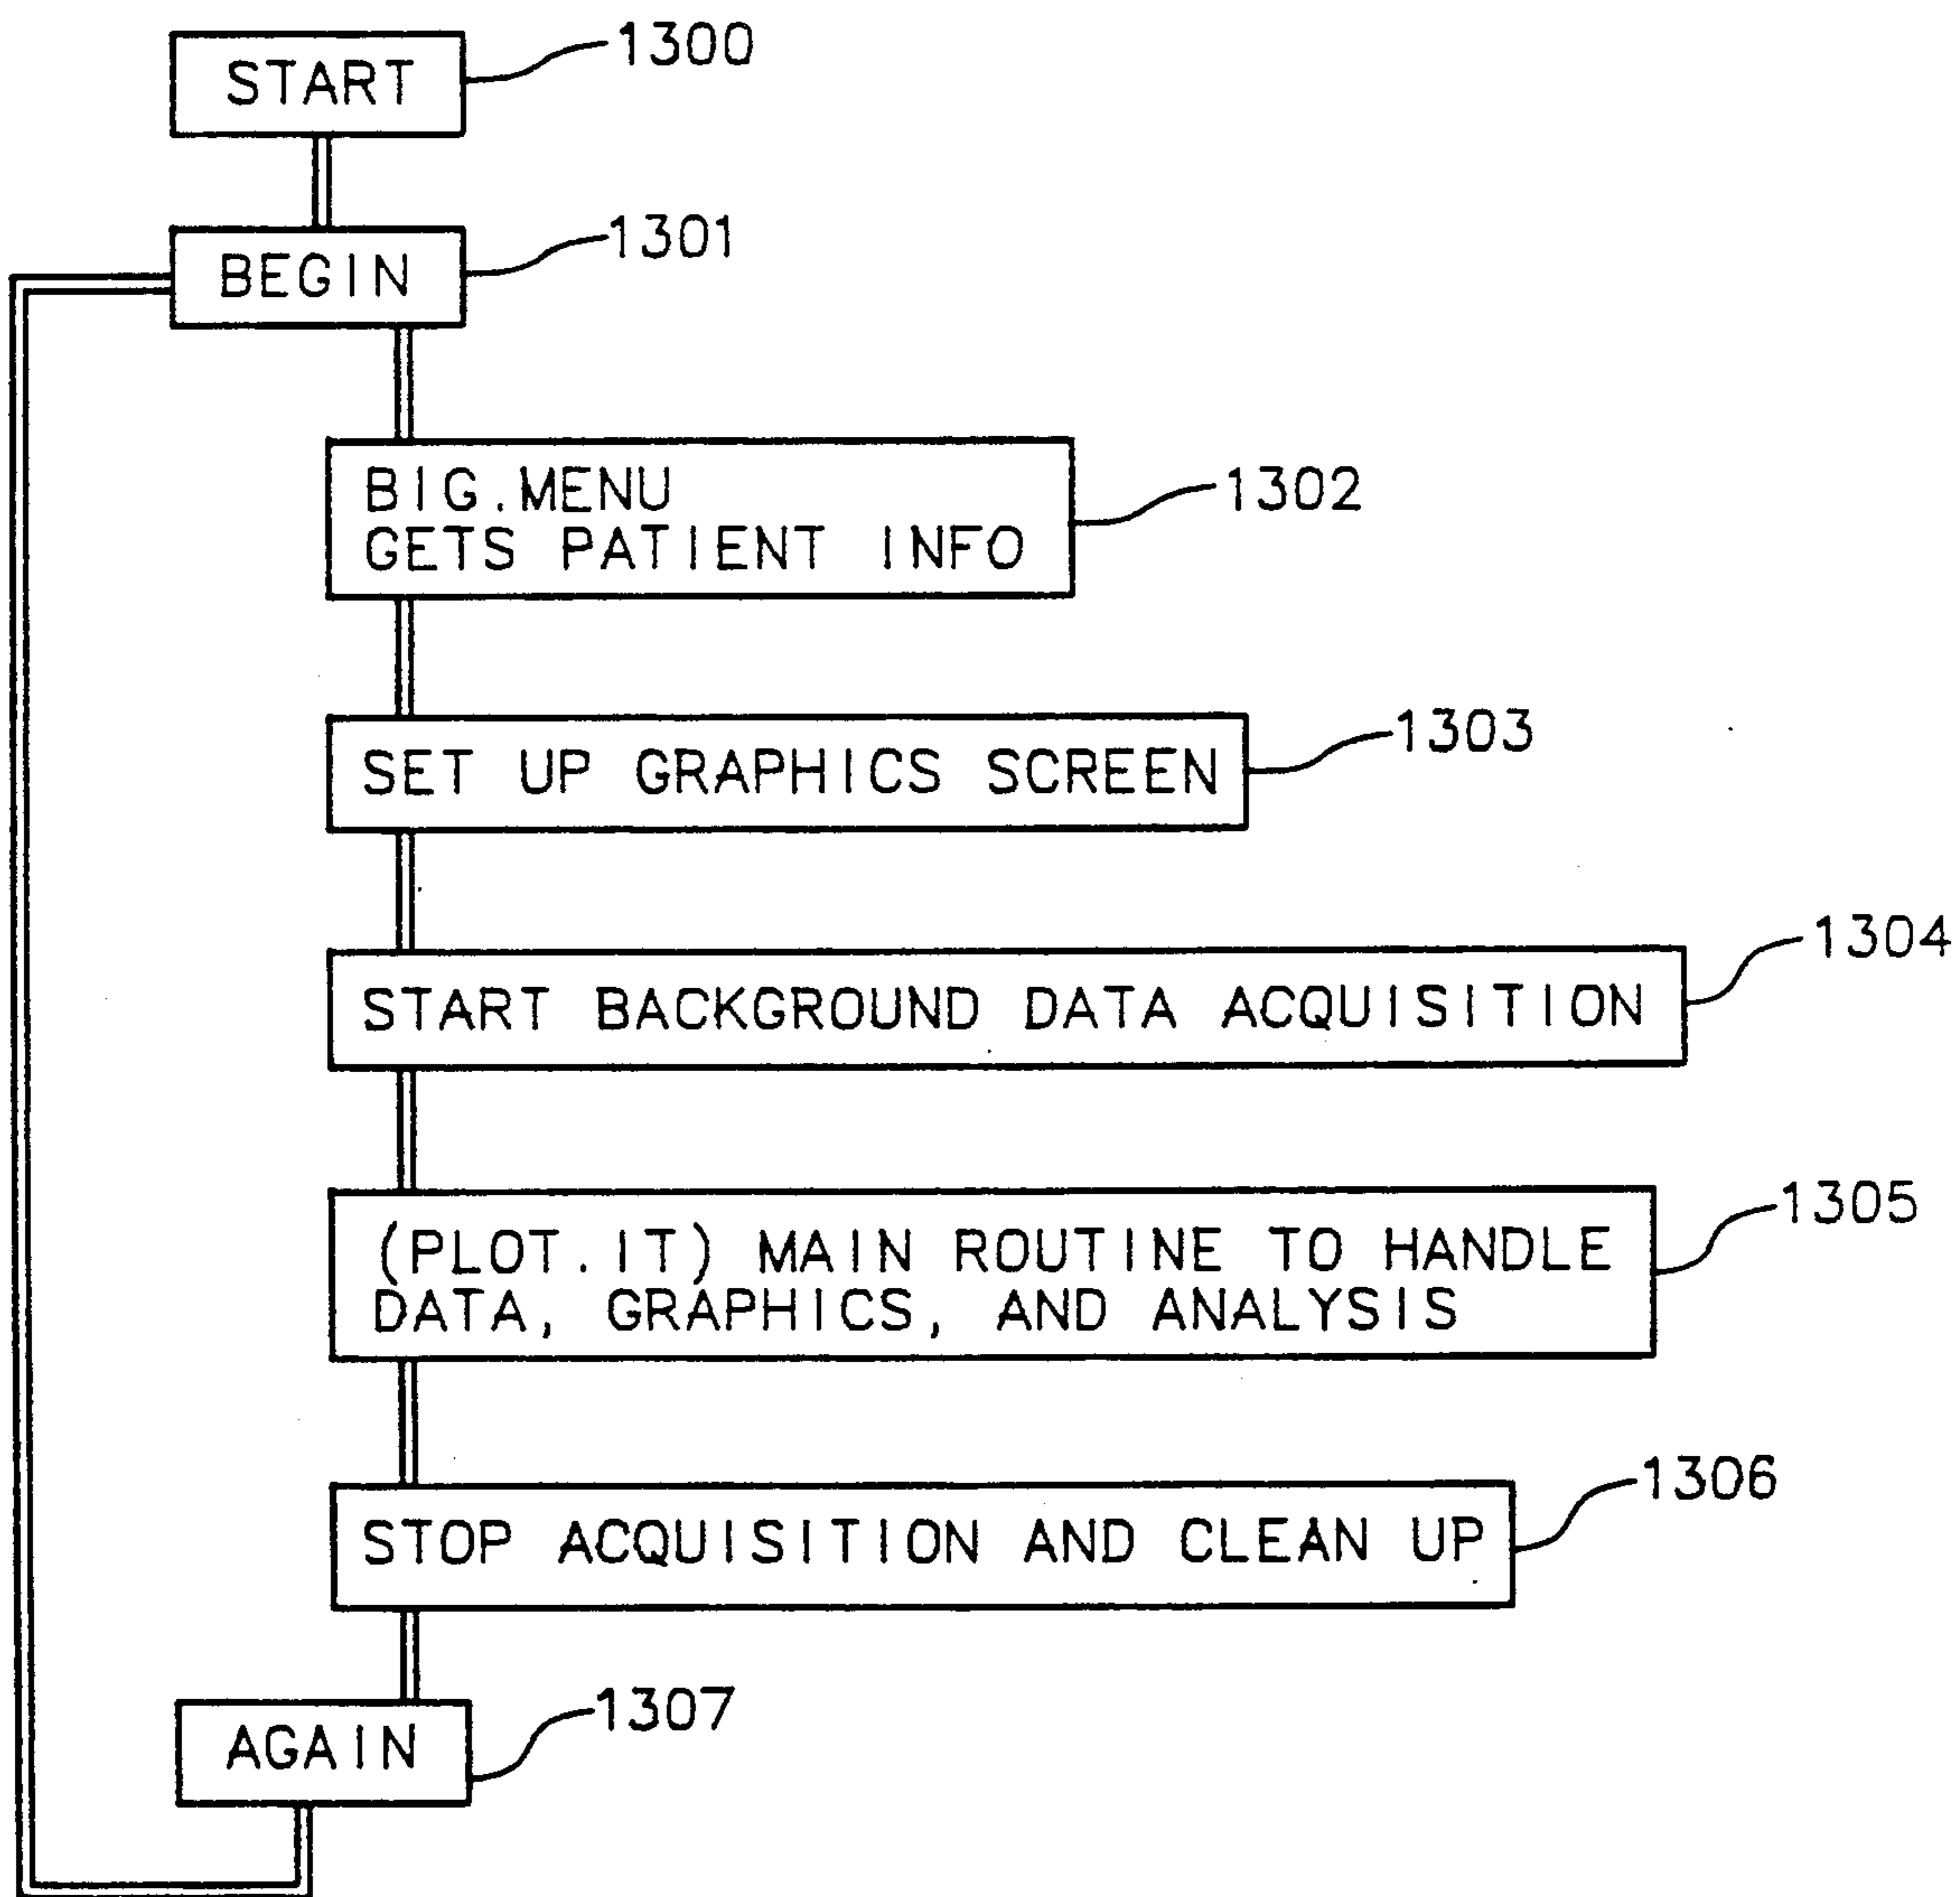 START
1300
BEGIN
1301
BIG.MENU
GETS PATIENT INFO
1302
SET UP GRAPHICS SCREEN
1303
START BACKGROUND DATA ACQUISITION
1304
(PLOT.IT) MAIN ROUTINE TO HANDLE
DATA, GRAPHICS, AND ANALYSIS
1305
STOP ACQUISITION AND CLEAN UP
1306
AGAIN
1307